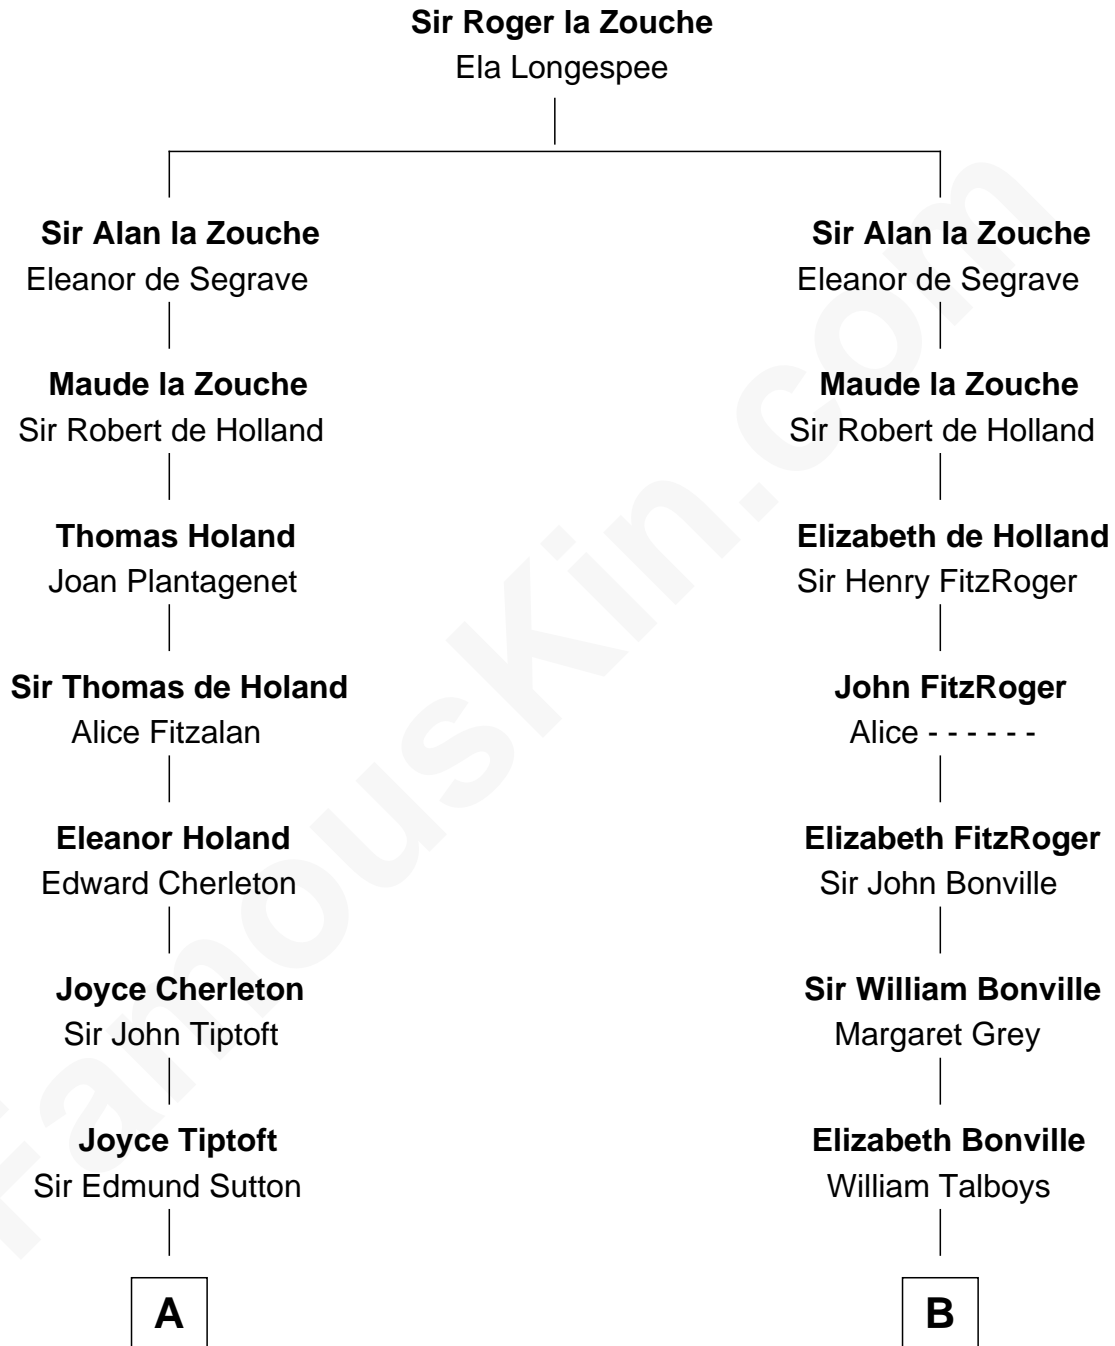 Sir Roger la Zouche
Ela Longespee
Sir Alan la Zouche
Eleanor de Segrave
Maude la Zouche
Sir Robert de Holland
Thomas Holand
Joan Plantagenet
Sir Thomas de Holand
Alice Fitzalan
Eleanor Holand
Edward Cherleton
Joyce Cherleton
Sir John Tiptoft
Joyce Tiptoft
Sir Edmund Sutton
A
Sir Alan la Zouche
Eleanor de Segrave
Maude la Zouche
Sir Robert de Holland
Elizabeth de Holland
Sir Henry FitzRoger
John FitzRoger
Alice - - - - - -
Elizabeth FitzRoger
Sir John Bonville
Sir William Bonville
Margaret Grey
Elizabeth Bonville
William Talboys
B
FamousKin.com